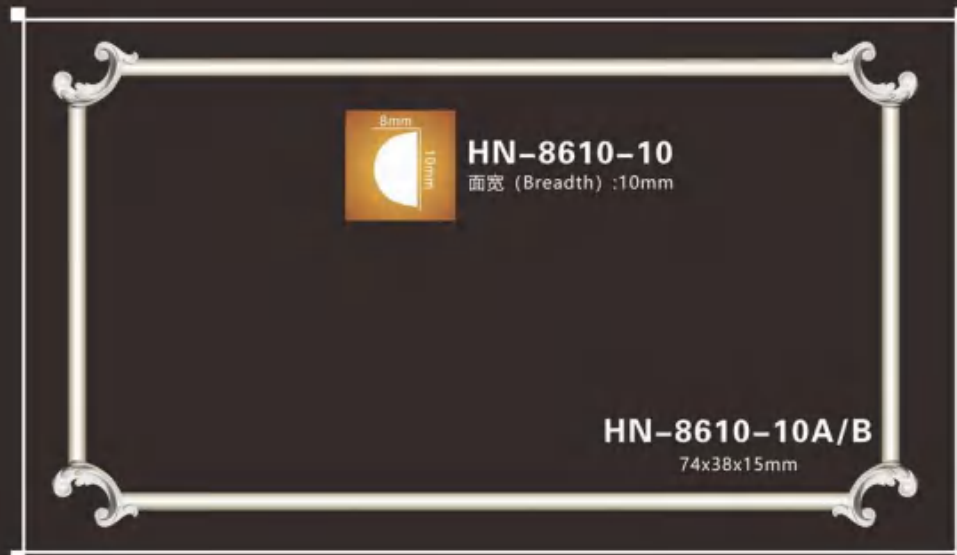 8mm
10mm
HN-8610-10
面宽 (Breadth) :10mm
HN-8610-10A/B
74x38x15mm